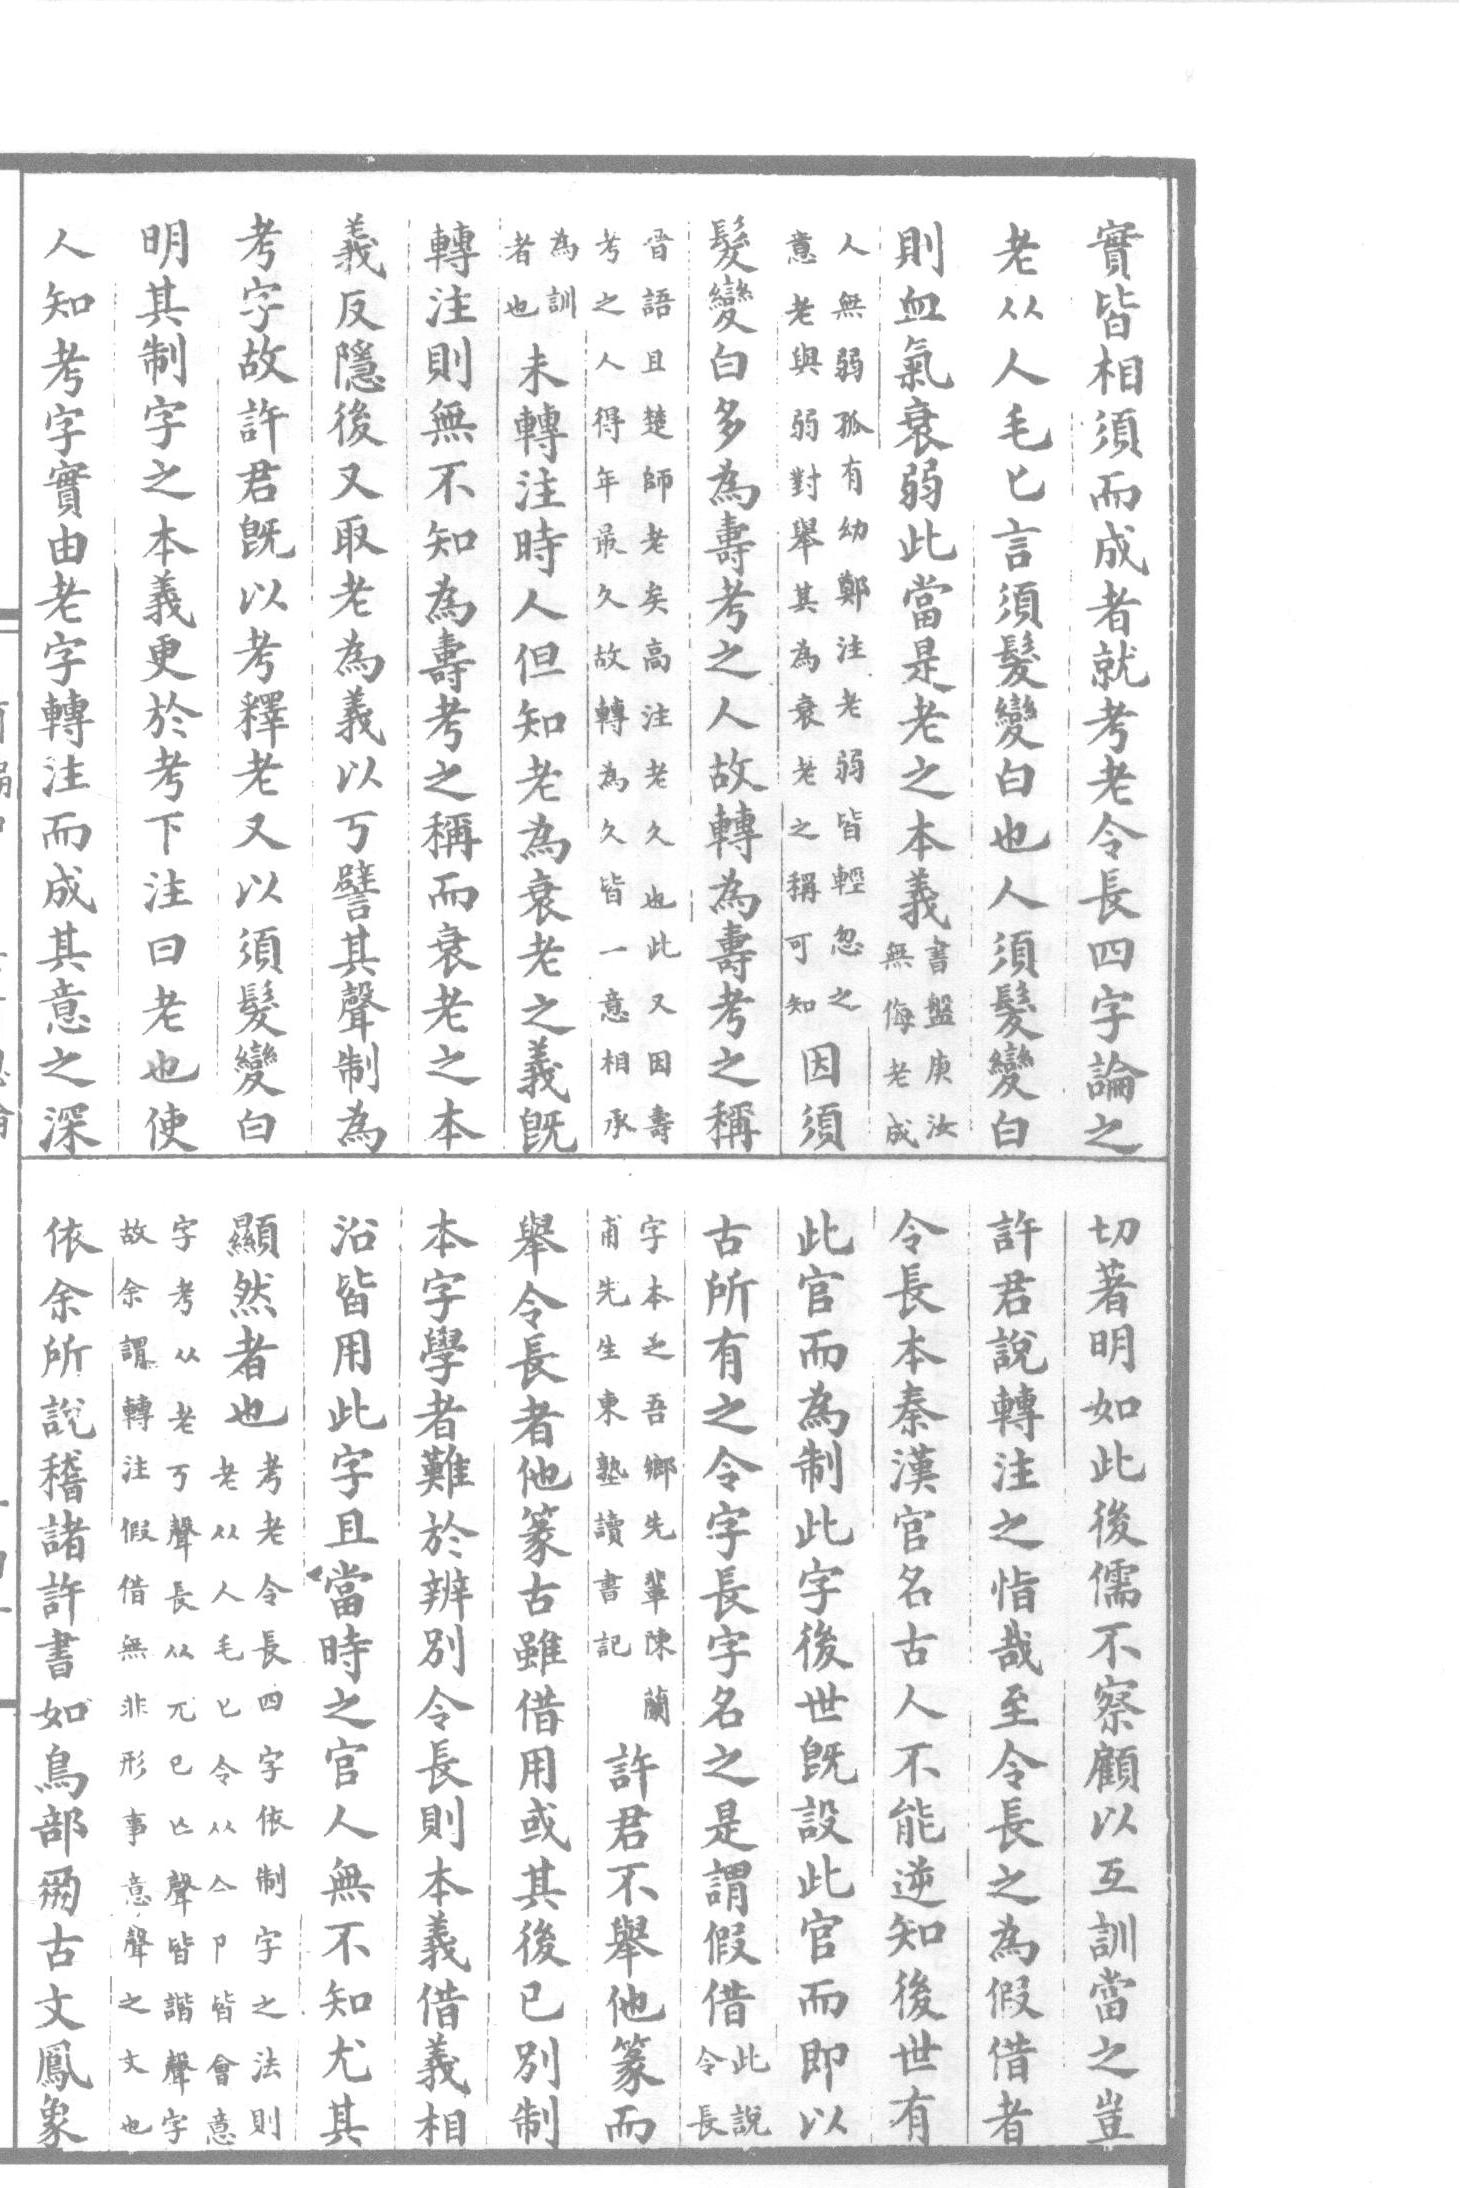 實皆相須而成者就考老令長四字論之
老从人毛匕言須髮變白也人須髮變白
則血氣衰弱此當是老之本義書盤庚汝
無侮老成
人無弱孤有幼鄭注老弱皆輕忽之
意老與弱對舉其為衰老之稱可知因須
髮變白多為壽考之人故轉為壽考之稱
晉語且楚師老矣高注老久也此又因壽
考之人得年最久故轉為久皆一意相承
為訓
者也未轉注時人但知老為衰老之義旣
轉注則無不知為壽考之稱而衰老之本
義反隱後又取老為義以丂譬其聲制為
考字故許君旣以考釋老又以須髮變白
明其制字之本義更於考下注曰老也使
人知考字實由老字轉注而成其意之深
切著明如此後儒不察顧以互訓當之豈
許君說轉注之恉哉至令長之為假借者
令長本秦漢官名古人不能逆知後世有
此官而為制此字後世旣設此官而即以
古所有之令字長字名之是謂假借此說
令長
字本之吾鄉先輩陳蘭
甫先生東塾讀書記許君不舉他篆而
舉令長者他篆古雖借用或其後已別制
本字學者難於辨別令長則本義借義相
沿皆用此字且當時之官人無不知尤其
顯然者也考老令長四字依制字之法則
老从人毛匕令从亼卩皆會意
字考从老丂聲長从兀匕亾聲皆諧聲字
故余謂轉注假借無非形事意聲之文也
依余所說稽諸許書如鳥部古文鳳象